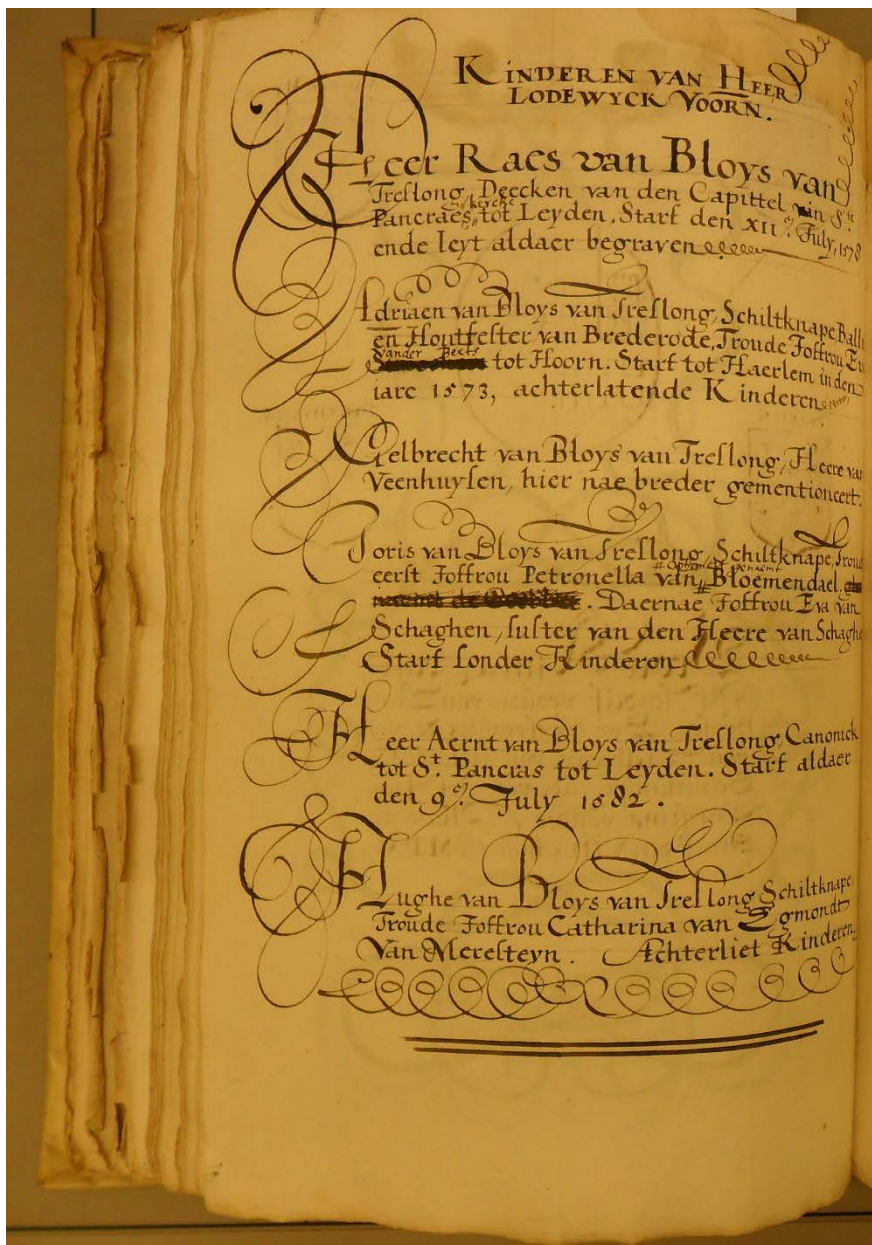 KINDEREN VAN HEER
LODEWYCK VOORN.
Heer Raes van Bloys van
Treſlong, Deecken van den Capittel van Ste
kercke
Pancraes, tot Leyden. Starf den XII en July, 1578
ende leyt aldaer begraven
Adriaen van Bloys van Treſlong, Schiltknape, Balliu
en Houtfeſter van Brederode, Troude Joffrou
vander Beets
tot Hoorn. Starf tot Haerlem in den
iare 1573, achterlatende Kinderen
Gelbrecht van Bloys van Treſlong, Heere van
Veenhuyſen, hier nae breder gementioneert.
Joris van Bloys van Treſlong, Schiltknape, Troude
genaemt
eerſt Joffrou Petronella van Bloemendael
. Daernae Joffrou Eva van
Schaghen, ſuſter van den Heere van Schaghe
Starf ſonder Kinderen
Heer Aernt van Bloys van Treſlong, Canonick
tot St. Pancras tot Leyden. Starf aldaer
den 9en. July 1582.
Hughe van Bloys van Treſlong Schiltknape,
Troude Joffrou Catharina van Egmondt
Van Mereſteyn. Achterliet Kinderen,